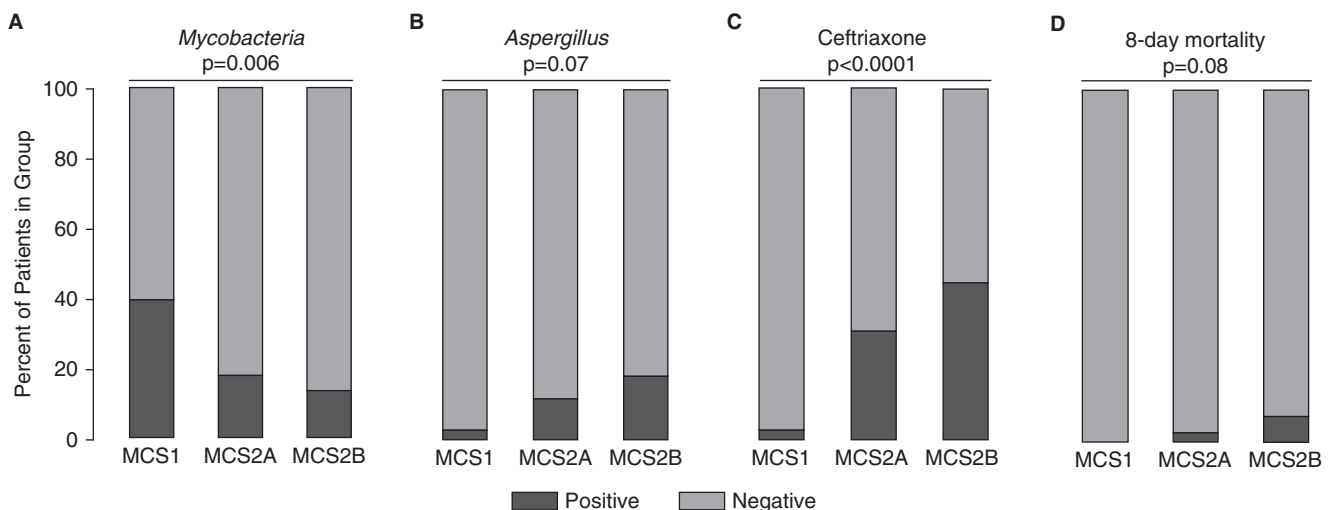 A
Mycobacteria
p=0.006
B
Aspergillus
p=0.07
C
Ceftriaxone
p<0.0001
D
8-day mortality
p=0.08
Percent of Patients in Group
100
80
60
40
20
0
MCS1 MCS2A MCS2B
MCS1 MCS2A MCS2B
MCS1 MCS2A MCS2B
MCS1 MCS2A MCS2B
Positive Negative